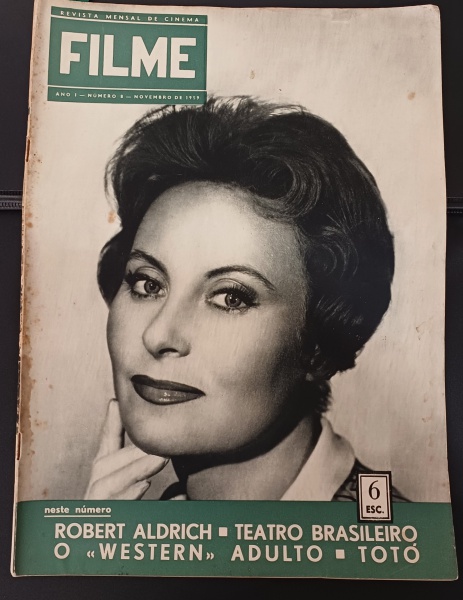 REVISTA MENSAL DE CINEMA
FILME
ANO I — NÚMERO 8 — NOVEMBRO DE 1959
6
ESC.
neste número
ROBERT ALDRICH ■ TEATRO BRASILEIRO
O «WESTERN» ADULTO ■ TOTÓ